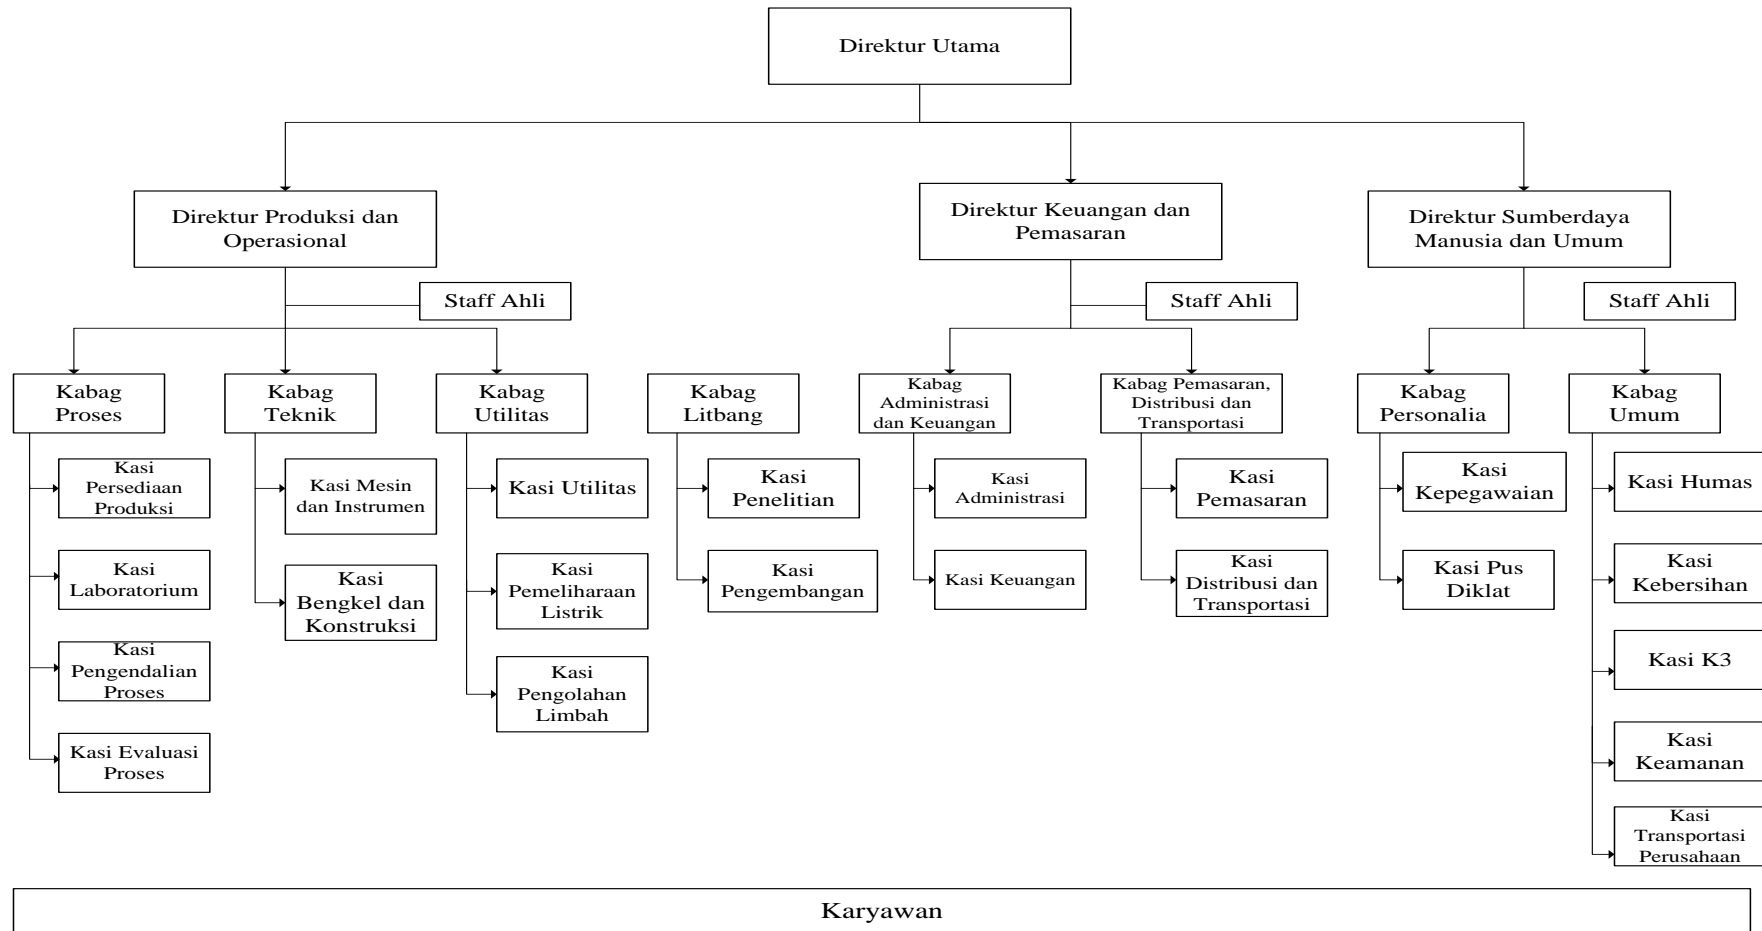 Direktur Utama
Direktur Produksi dan
Operasional
Direktur Keuangan dan
Pemasaran
Direktur Sumberdaya
Manusia dan Umum
Staff Ahli
Staff Ahli
Staff Ahli
Kabag
Proses
Kabag
Teknik
Kabag
Utilitas
Kabag
Litbang
Kabag
Administrasi
dan Keuangan
Kabag Pemasaran,
Distribusi dan
Transportasi
Kabag
Personalia
Kabag
Umum
Kasi
Persediaan
Produksi
Kasi
Laboratorium
Kasi
Pengendalian
Proses
Kasi Evaluasi
Proses
Kasi Mesin
dan Instrumen
Kasi
Bengkel dan
Konstruksi
Kasi Utilitas
Kasi
Pemeliharaan
Listrik
Kasi
Pengolahan
Limbah
Kasi
Penelitian
Kasi
Pengembangan
Kasi
Administrasi
Kasi Keuangan
Kasi
Pemasaran
Kasi
Distribusi dan
Transportasi
Kasi
Kepegawaian
Kasi Pus
Diklat
Kasi Humas
Kasi
Kebersihan
Kasi K3
Kasi
Keamanan
Kasi
Transportasi
Perusahaan
Karyawan